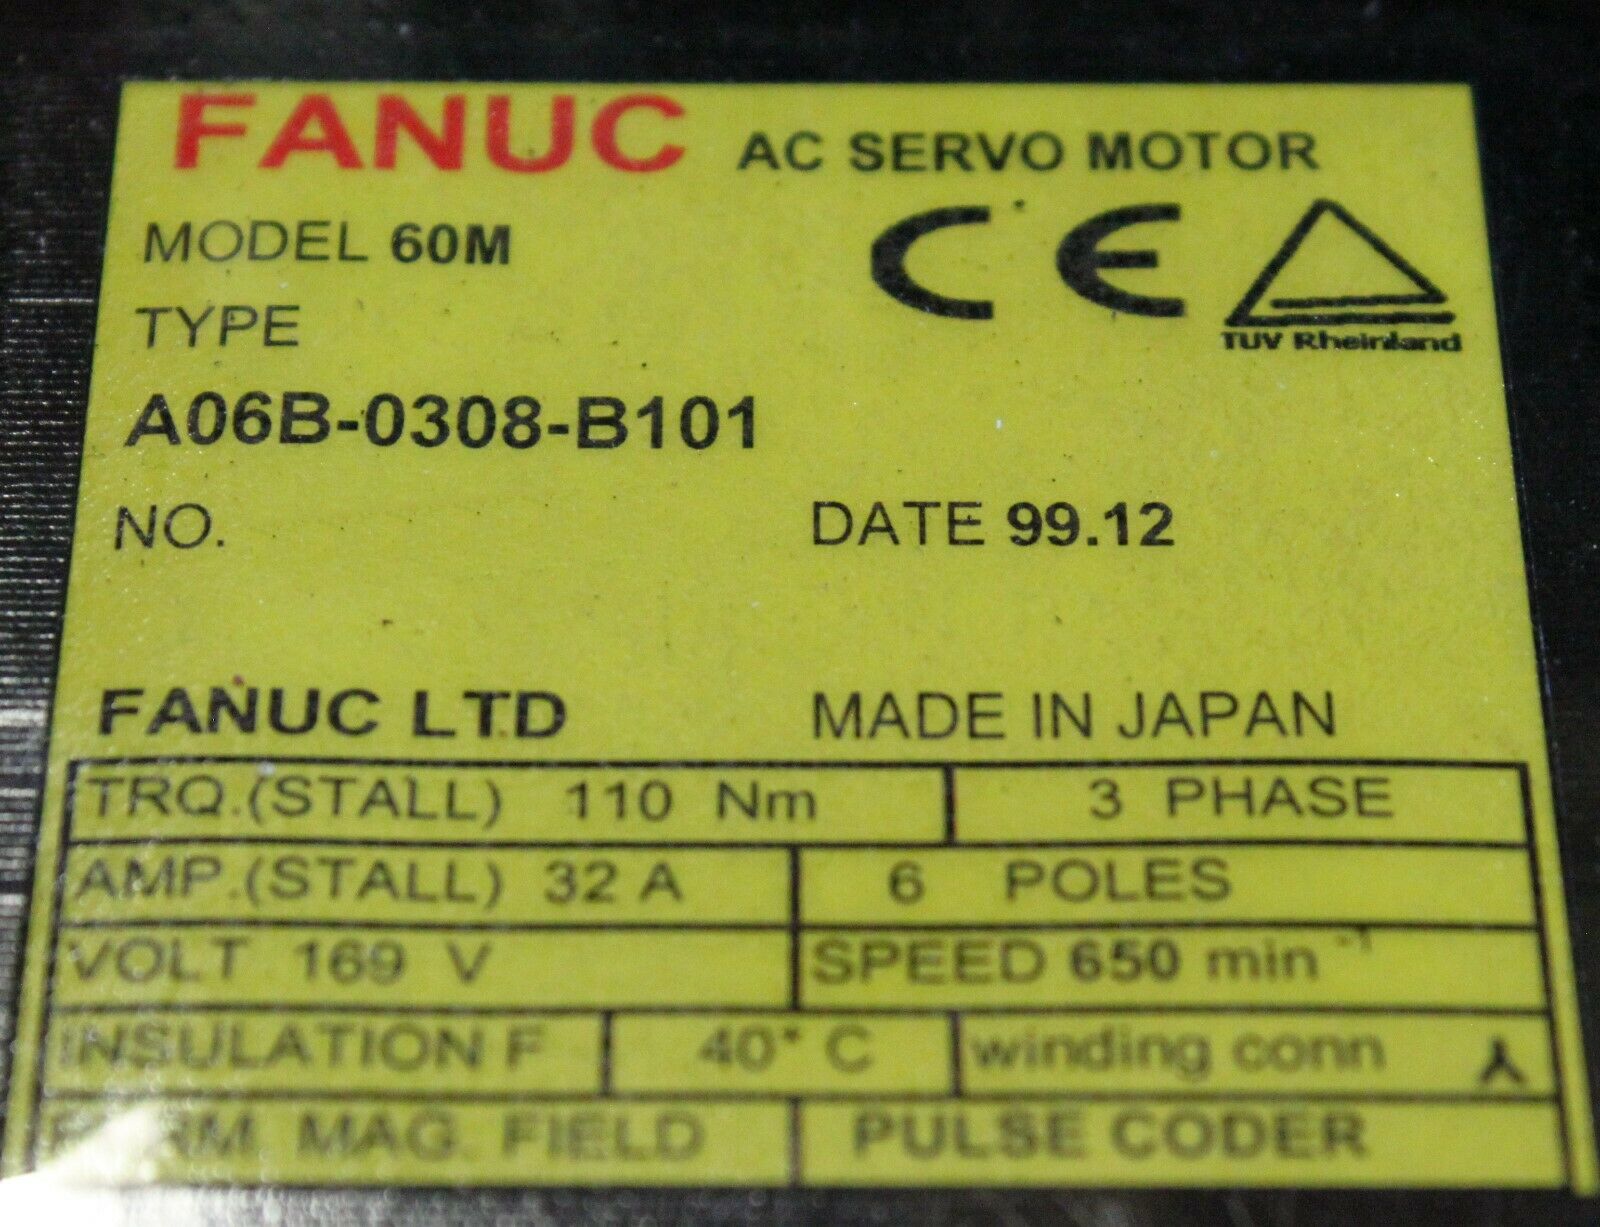 FANUC AC SERVO MOTOR
MODEL 60M
CE
TYPE
TUV Rheinland
A06B-0308-B101
NO. DATE 99.12
FANUC LTD MADE IN JAPAN
TRQ.(STALL) 110 Nm 3 PHASE
AMP.(STALL) 32 A 6 POLES
VOLT 169 V SPEED 650 min⁻¹
INSULATION F 40° C winding conn
PERM. MAG. FIELD PULSE CODER